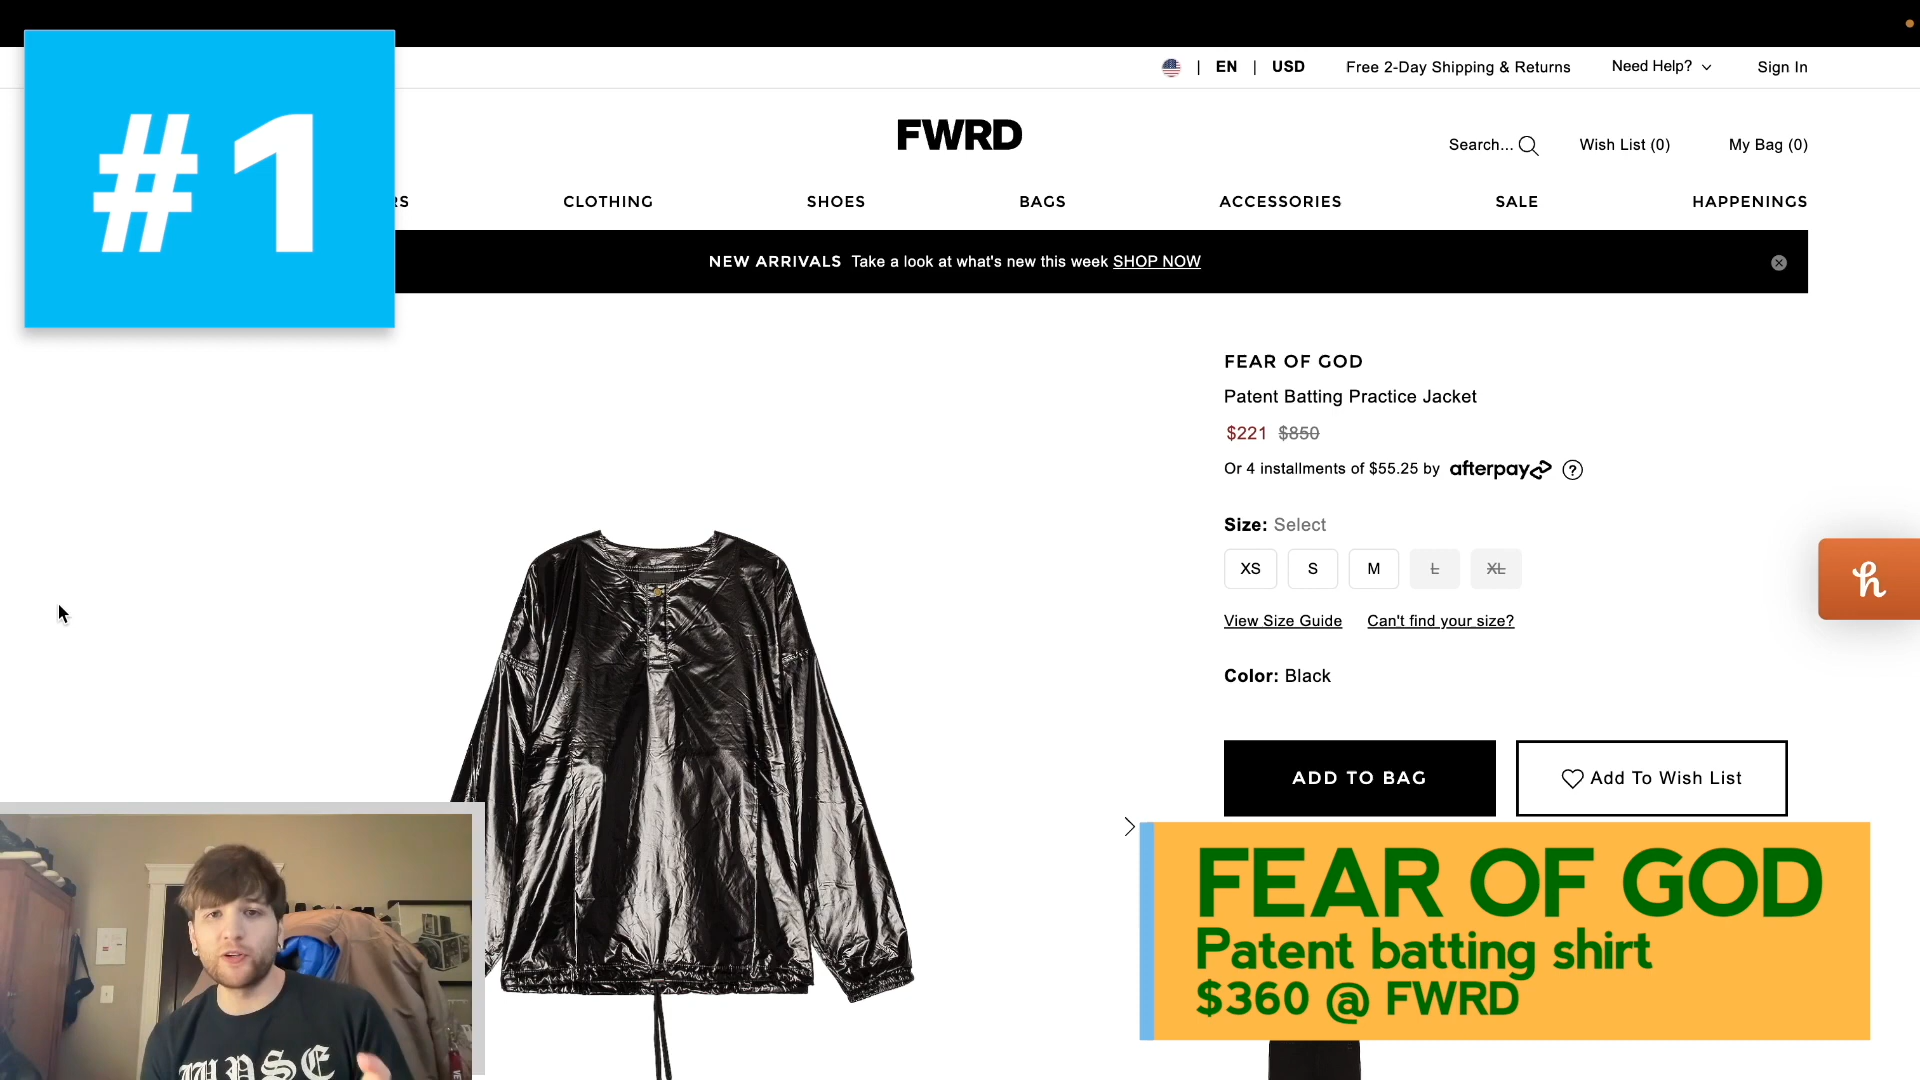 #1
| EN | USD Free 2-Day Shipping & Returns Need Help? Sign In
FWRD
Search... Wish List (0) My Bag (0)
RS CLOTHING SHOES BAGS ACCESSORIES SALE HAPPENINGS
NEW ARRIVALS Take a look at what's new this week SHOP NOW
FEAR OF GOD
Patent Batting Practice Jacket
$221 $850
Or 4 installments of $55.25 by afterpay ?
Size: Select
XS S M L XL
View Size Guide Can't find your size?
h
Color: Black
ADD TO BAG Add To Wish List
FEAR OF GOD
Patent batting shirt
$360 @ FWRD